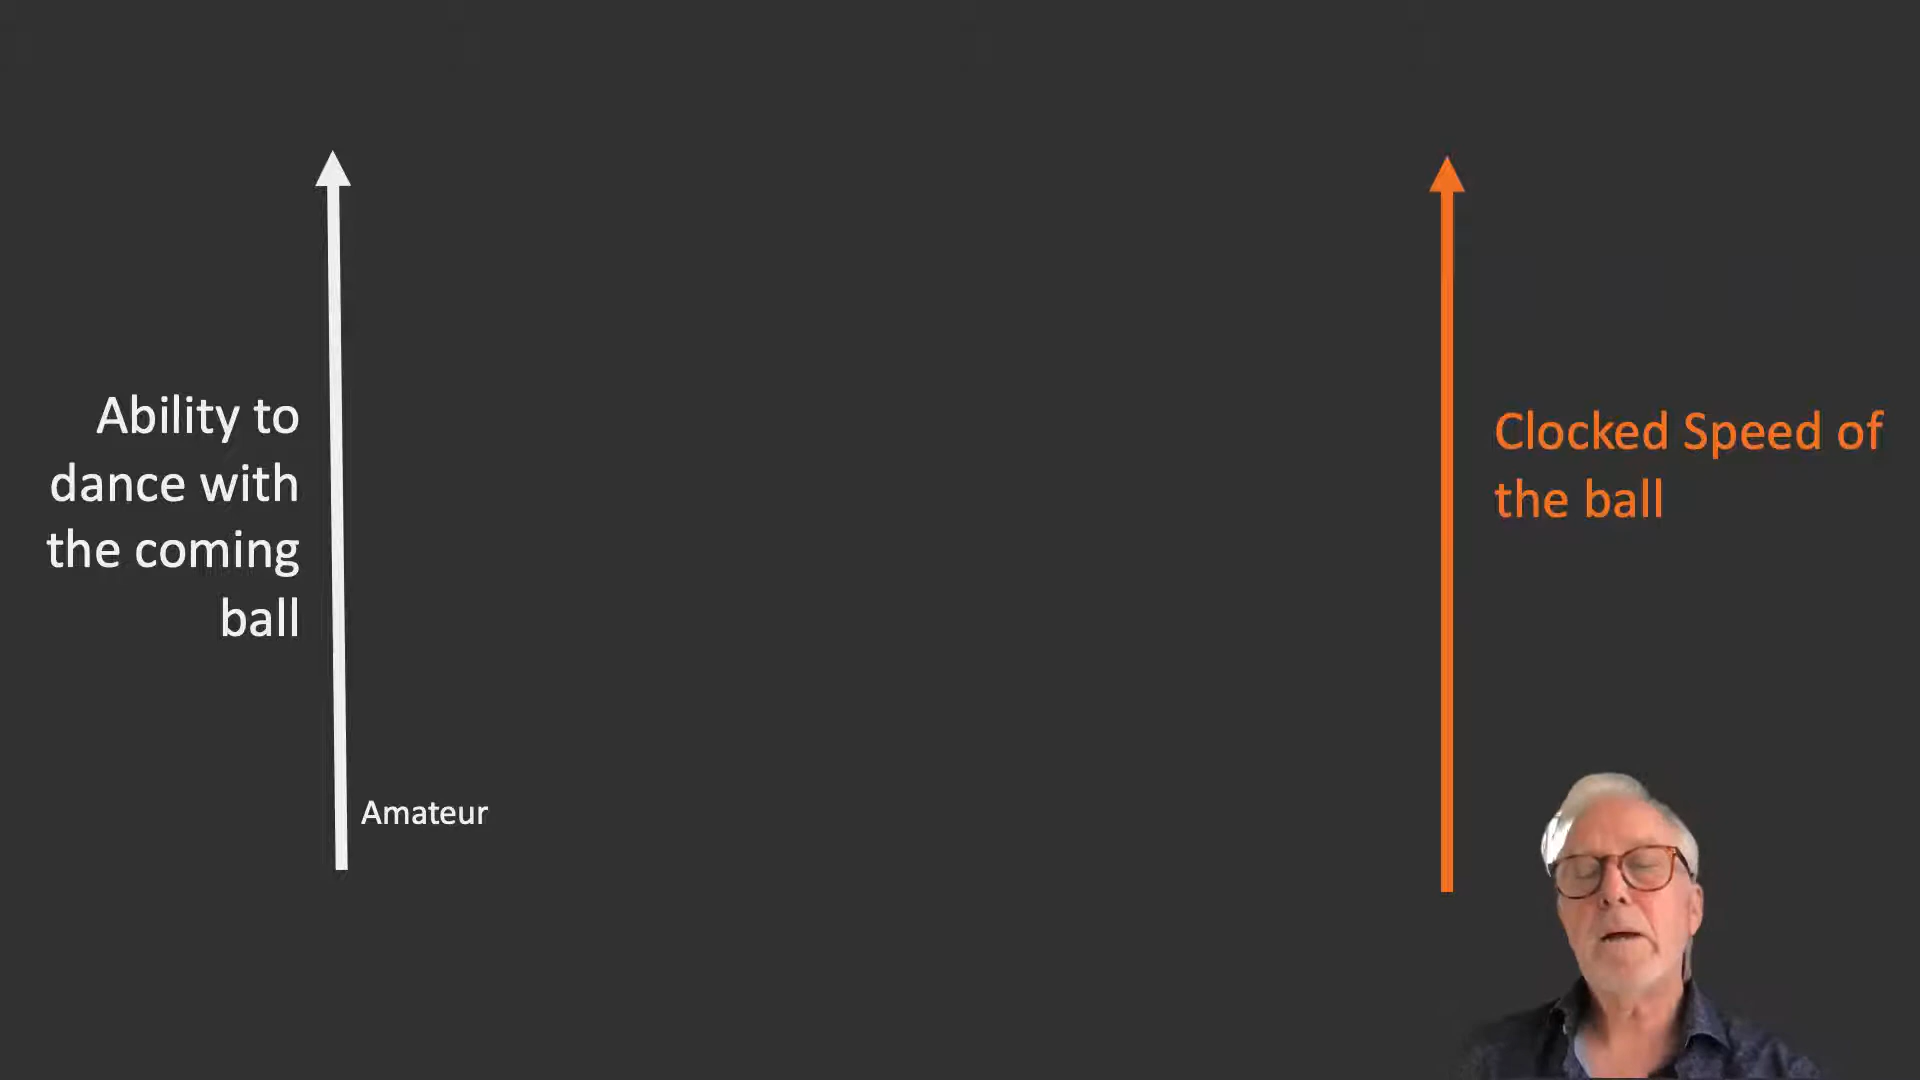 Ability to
dance with
the coming
ball
Amateur
Clocked Speed of
the ball